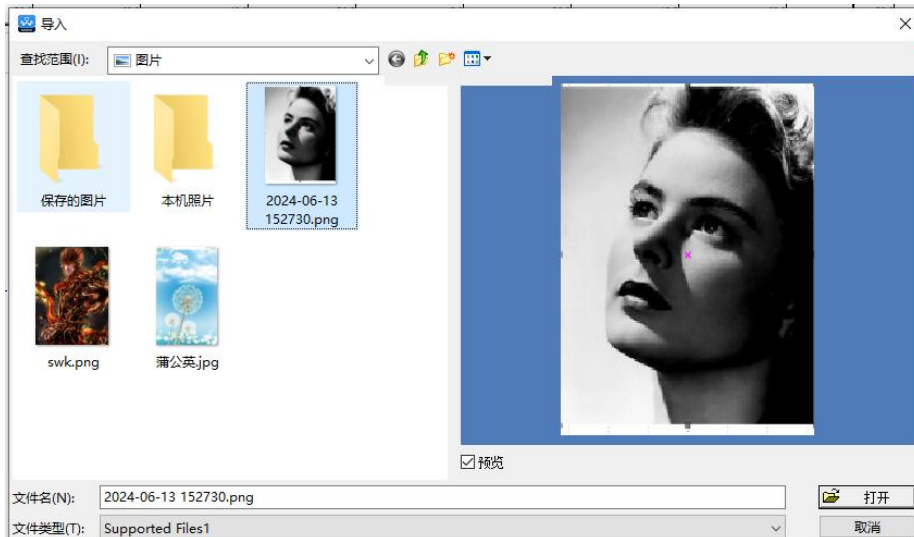 导入
查找范围(I):
图片
保存的图片
本机照片
2024-06-13
152730.png
swk.png
蒲公英.jpg
预览
文件名(N):
2024-06-13 152730.png
打开
文件类型(T):
Supported Files1
取消